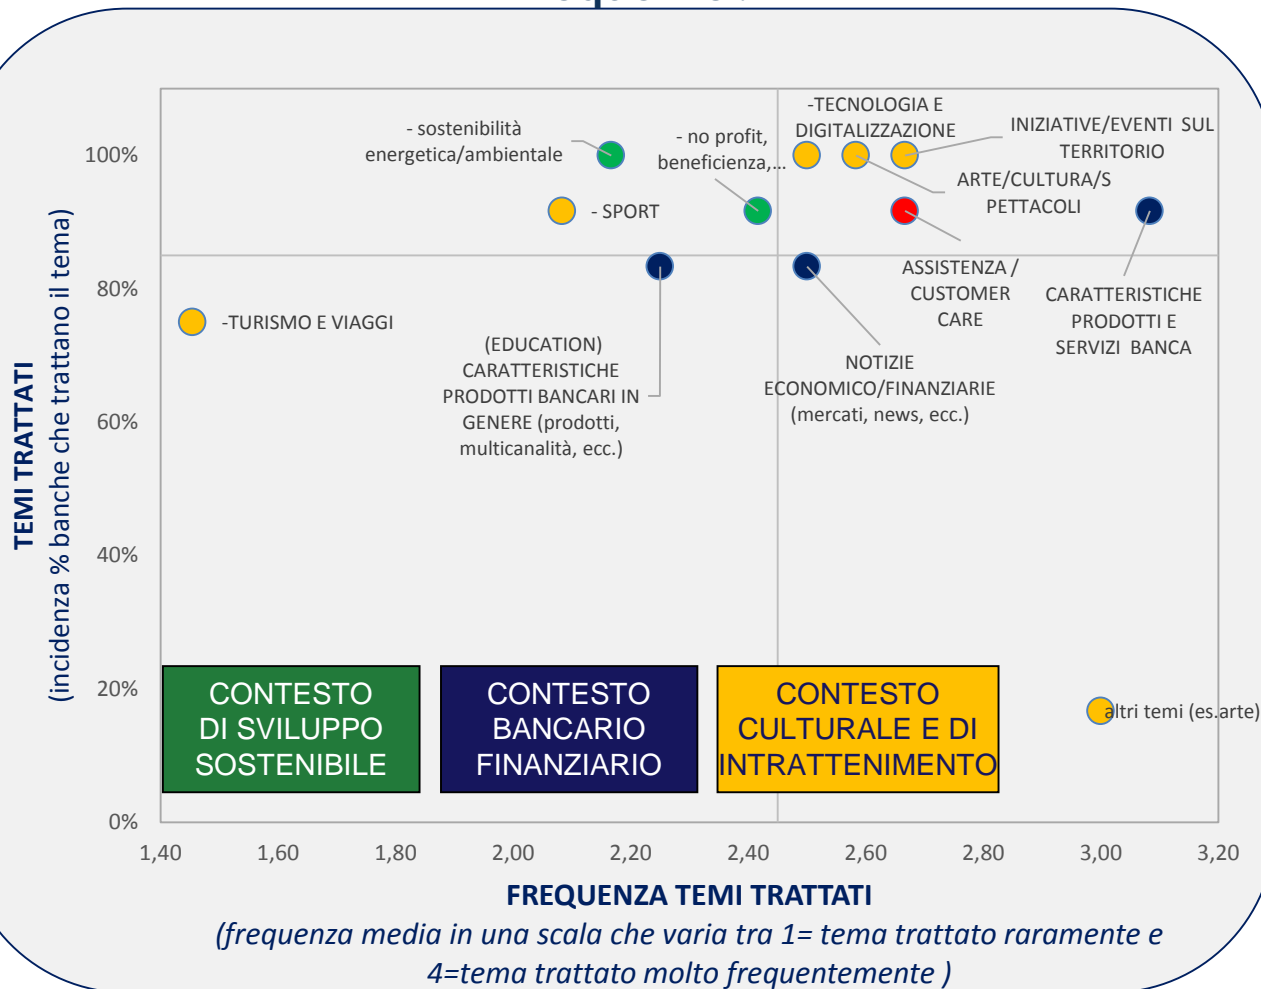 - sostenibilità
energetica/ambientale
- no profit,
beneficienza,...
-TECNOLOGIA E
DIGITALIZZAZIONE
INIZIATIVE/EVENTI SUL
TERRITORIO
ARTE/CULTURA/S
PETTACOLI
- SPORT
ASSISTENZA /
CUSTOMER
CARE
CARATTERISTICHE
PRODOTTI E
SERVIZI BANCA
-TURISMO E VIAGGI
(EDUCATION)
CARATTERISTICHE
PRODOTTI BANCARI IN
GENERE (prodotti,
multicanalità, ecc.)
NOTIZIE
ECONOMICO/FINANZIARIE
(mercati, news, ecc.)
altri temi (es.arte)
100%
80%
60%
40%
20%
0%
TEMI TRATTATI
(incidenza % banche che trattano il tema)
CONTESTO
DI SVILUPPO
SOSTENIBILE
CONTESTO
BANCARIO
FINANZIARIO
CONTESTO
CULTURALE E DI
INTRATTENIMENTO
1,40 1,60 1,80 2,00 2,20 2,40 2,60 2,80 3,00 3,20
FREQUENZA TEMI TRATTATI
(frequenza media in una scala che varia tra 1= tema trattato raramente e
4=tema trattato molto frequentemente )